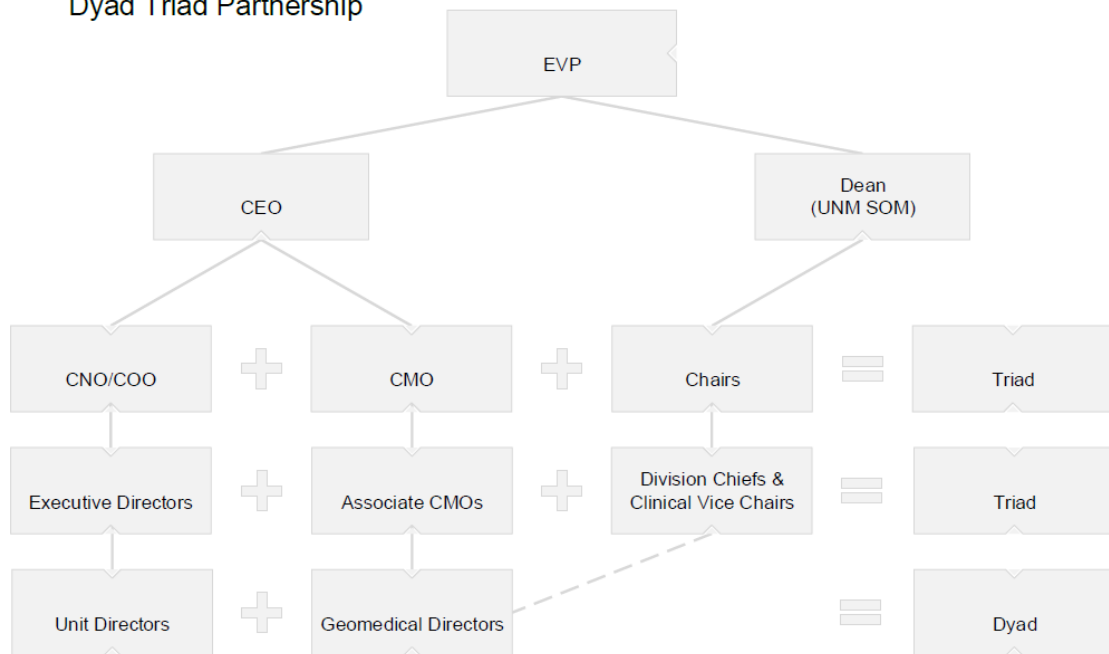 Dyad Triad Partnership
EVP
CEO
Dean
(UNM SOM)
CNO/COO + CMO + Chairs = Triad
Executive Directors + Associate CMOs + Division Chiefs &
Clinical Vice Chairs = Triad
Unit Directors + Geomedical Directors = Dyad